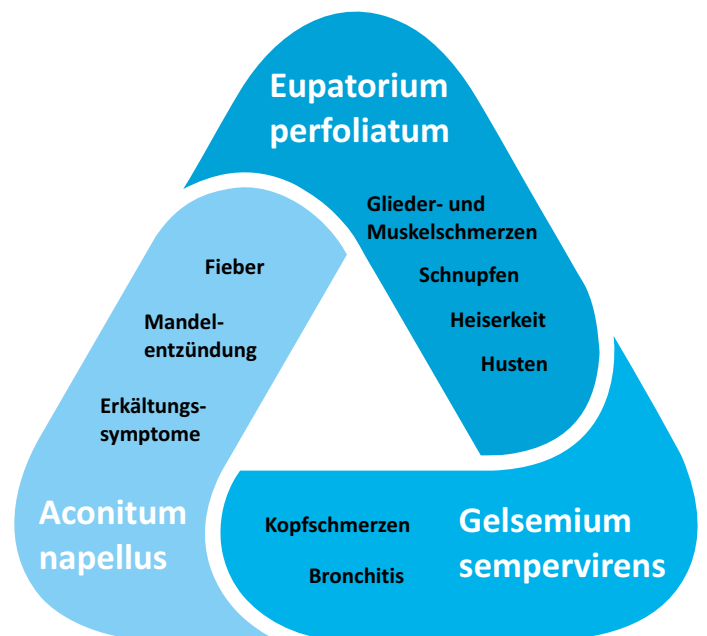 Eupatorium
perfoliatum
Glieder- und
Muskelschmerzen
Schnupfen
Heiserkeit
Husten
Fieber
Mandel-
entzündung
Erkältungs-
symptome
Aconitum
napellus
Kopfschmerzen
Bronchitis
Gelsemium
sempervirens